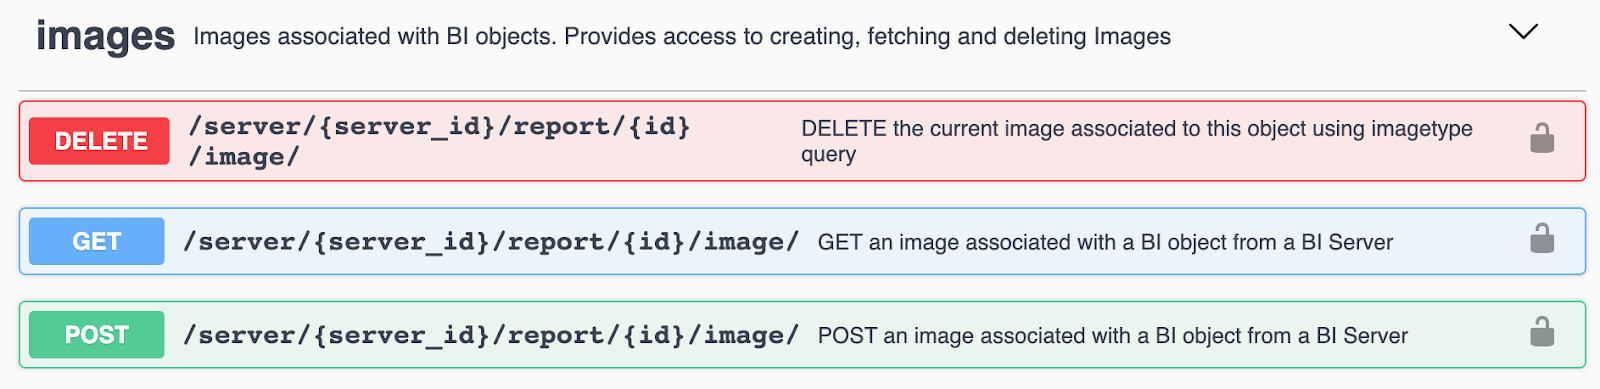 images Images associated with BI objects. Provides access to creating, fetching and deleting Images
DELETE /server/{server_id}/report/{id} DELETE the current image associated to this object using imagetype
/image/ query
GET /server/{server_id}/report/{id}/image/ GET an image associated with a BI object from a BI Server
POST /server/{server_id}/report/{id}/image/ POST an image associated with a BI object from a BI Server